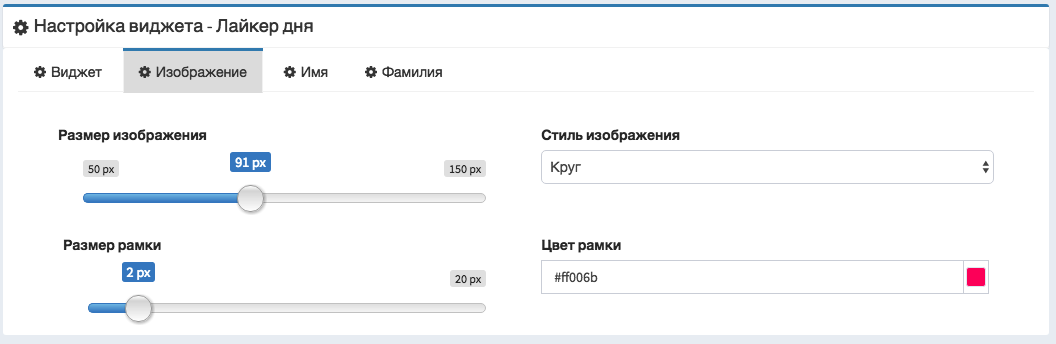 Настройка виджета - Лайкер дня
Виджет Изображение Имя Фамилия
Размер изображения Стиль изображения
50 px 91 px 150 px
Круг
Размер рамки Цвет рамки
2 px 20 px
#ff006b